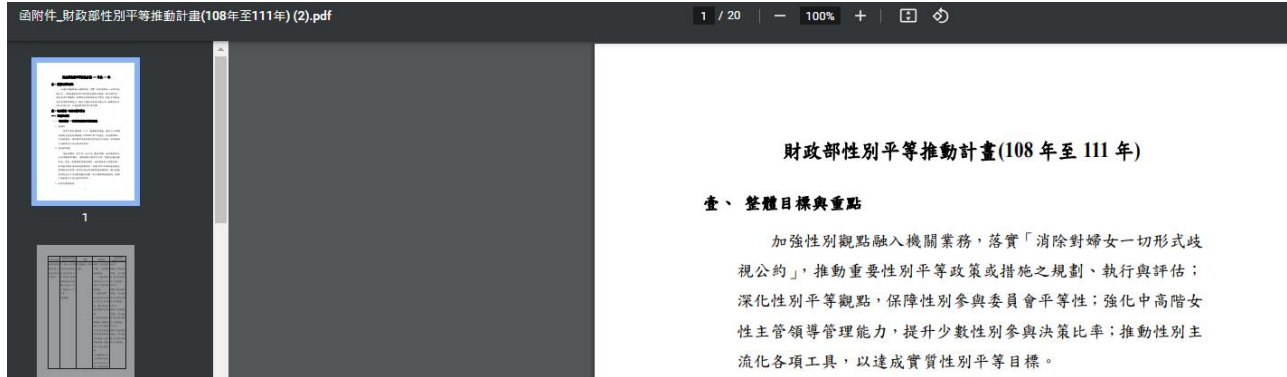 函附件_財政部性別平等推動計畫(108年至111年) (2).pdf
1 / 20
100%
1
財政部性別平等推動計畫(108 年至 111 年)
壹、 整體目標與重點
加強性別觀點融入機關業務，落實「消除對婦女一切形式歧
視公約」，推動重要性別平等政策或措施之規劃、執行與評估；
深化性別平等觀點，保障性別參與委員會平等性；強化中高階女
性主管領導管理能力，提升少數性別參與決策比率；推動性別主
流化各項工具，以達成實質性別平等目標。